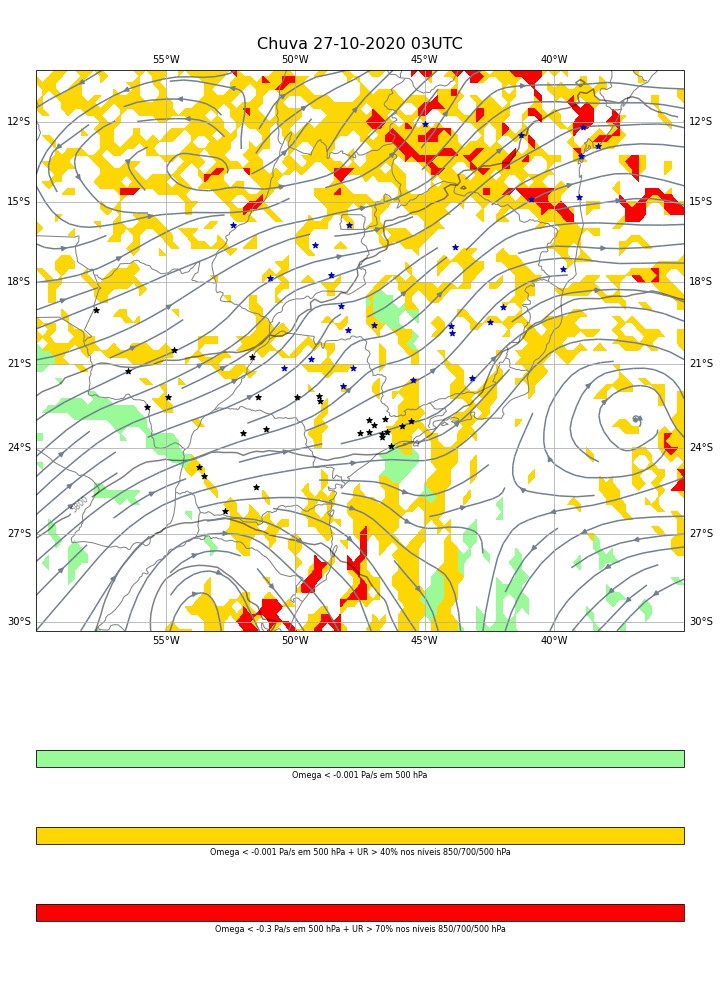 Chuva 27-10-2020 03UTC
55°W 50°W 45°W 40°W
12°S 12°S
15°S 15°S
18°S 18°S
21°S 21°S
24°S 24°S
27°S 27°S
30°S 30°S
55°W 50°W 45°W 40°W
Omega < -0.001 Pa/s em 500 hPa
Omega < -0.001 Pa/s em 500 hPa + UR > 40% nos níveis 850/700/500 hPa
Omega < -0.3 Pa/s em 500 hPa + UR > 70% nos níveis 850/700/500 hPa